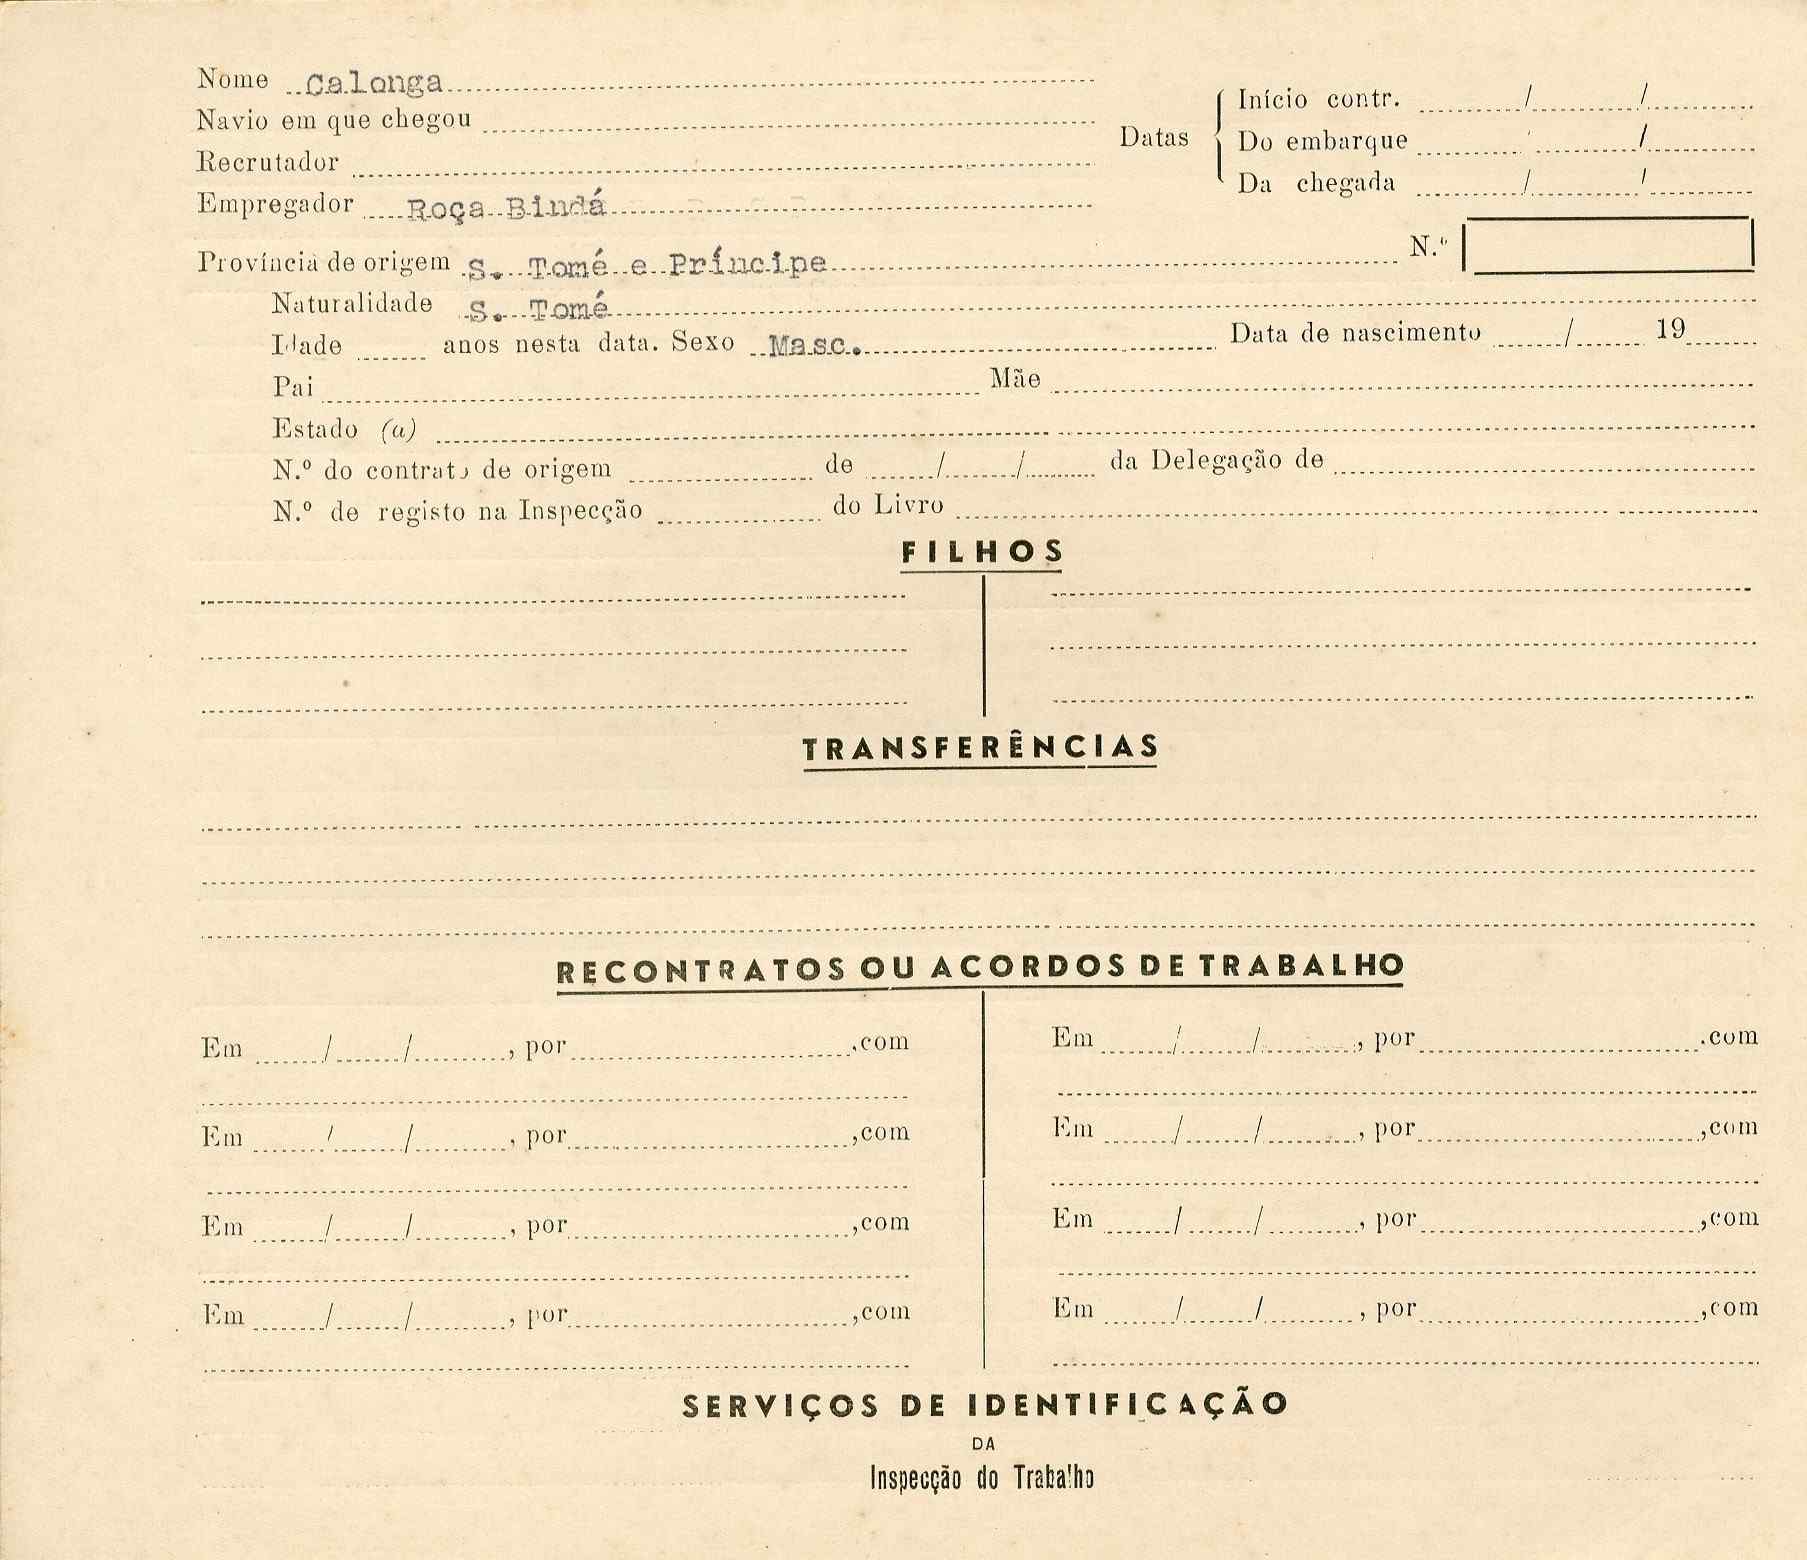 Nome Calonga
Navio em que chegou
Recrutador
Empregador Roça Bindá
Datas
Início contr. / /
Do embarque / /
Da chegada / /
Província de origem S. Tomé e Príncipe N.º
Naturalidade S. Tomé
Idade anos nesta data. Sexo Masc. Data de nascimento / 19
Pai Mãe
Estado (a)
N.º do contrato de origem de / / da Delegação de
N.º de registo na Inspecção do Livro
FILHOS
TRANSFERÊNCIAS
RECONTRATOS OU ACORDOS DE TRABALHO
Em / / , por ,com
Em / / , por ,com
Em / / , por ,com
Em / / , por ,com
Em / / , por ,com
Em / / , por ,com
Em / / , por ,com
Em / / , por ,com
SERVIÇOS DE IDENTIFICAÇÃO
DA
Inspecção do Trabalho